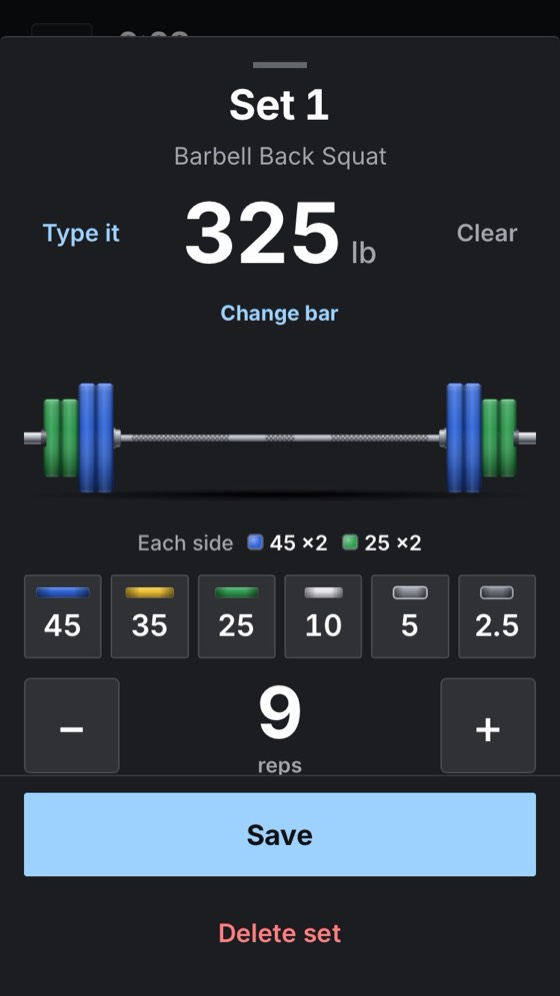 Set 1
Barbell Back Squat
Type it
325 lb
Clear
Change bar
Each side 45 ×2 25 ×2
45 35 25 10 5 2.5
− 9 +
reps
Save
Delete set